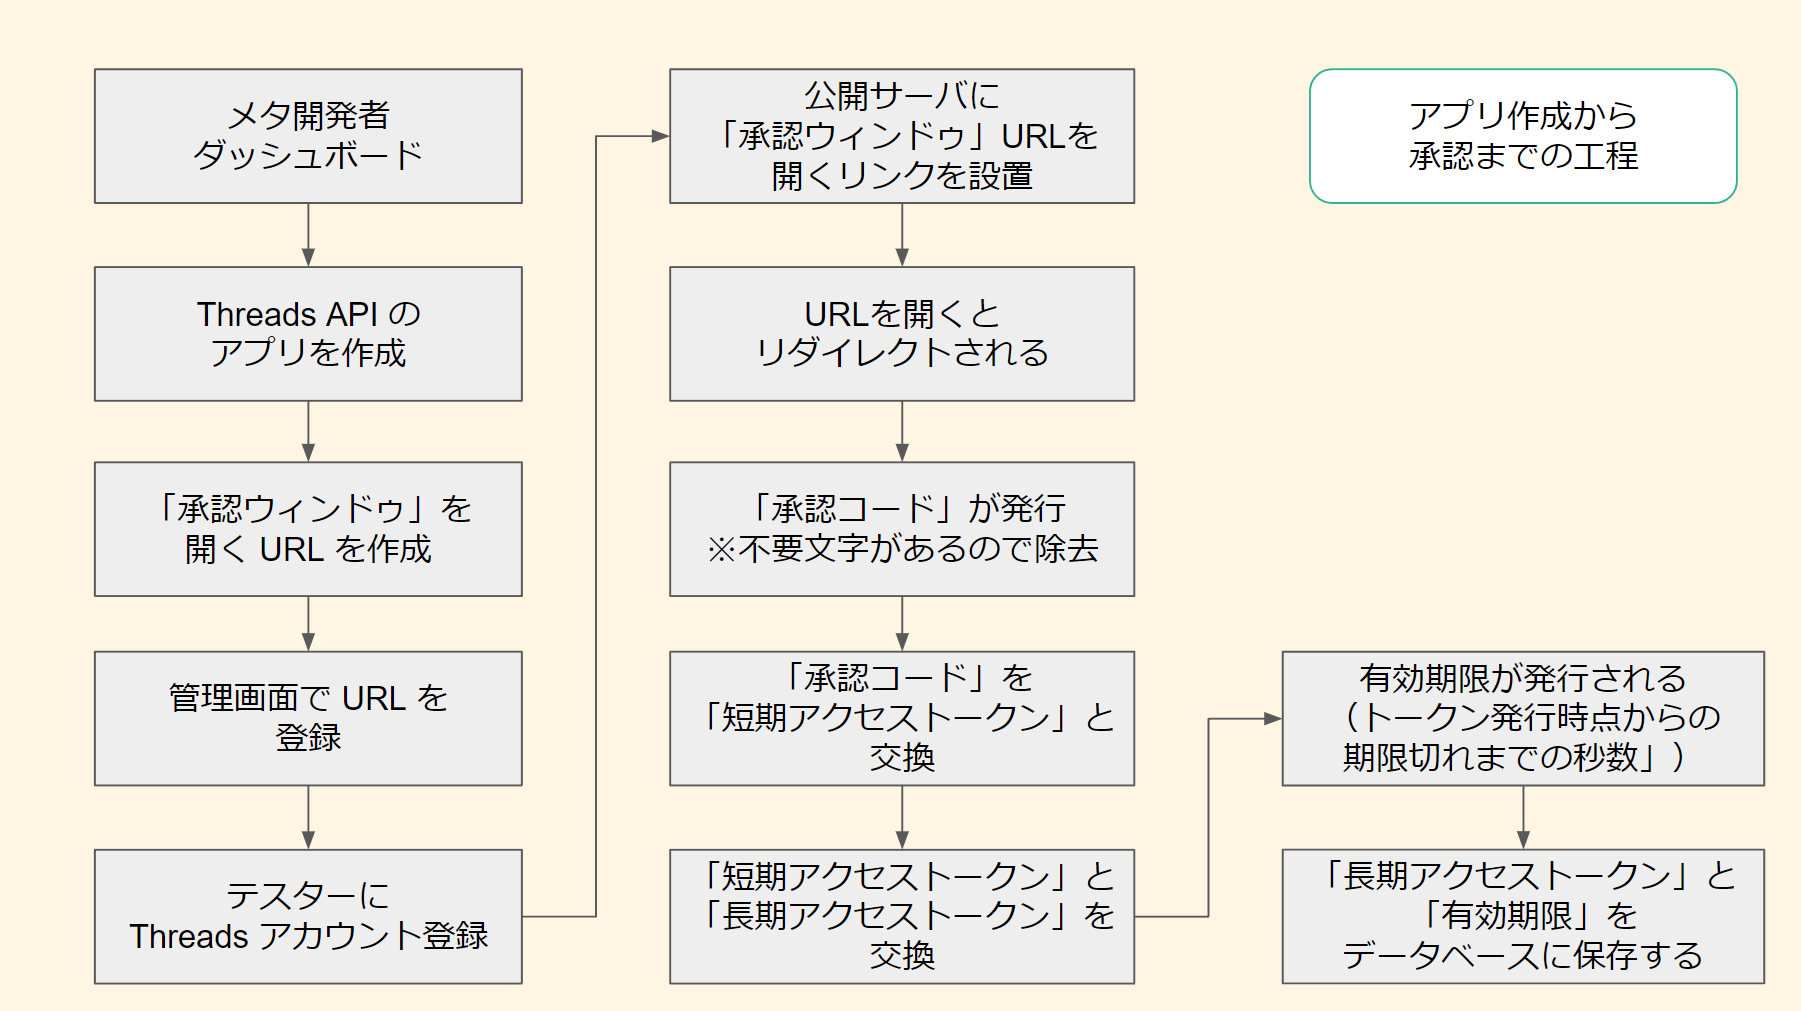 メタ開発者
ダッシュボード
Threads API の
アプリを作成
「承認ウィンドゥ」を
開く URL を作成
管理画面で URL を
登録
テスターに
Threads アカウント登録
公開サーバに
「承認ウィンドゥ」URLを
開くリンクを設置
URLを開くと
リダイレクトされる
「承認コード」が発行
※不要文字があるので除去
「承認コード」を
「短期アクセストークン」と
交換
「短期アクセストークン」と
「長期アクセストークン」を
交換
アプリ作成から
承認までの工程
有効期限が発行される
（トークン発行時点からの
期限切れまでの秒数」）
「長期アクセストークン」と
「有効期限」を
データベースに保存する